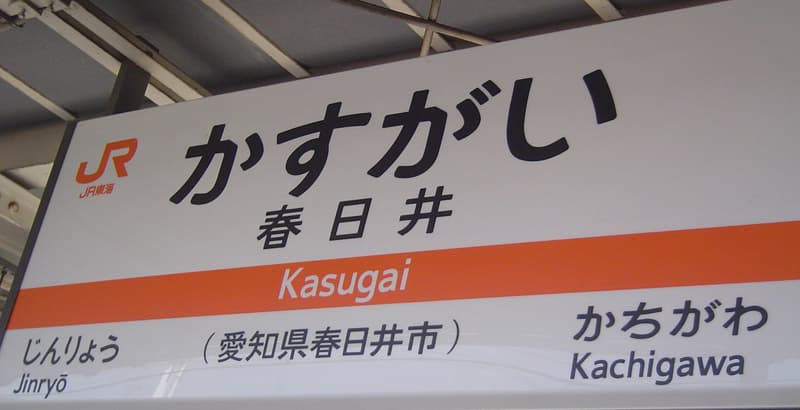 JR
JR東海
かすがい
春日井
Kasugai
じんりょう
Jinryō
(愛知県春日井市)
かちがわ
Kachigawa